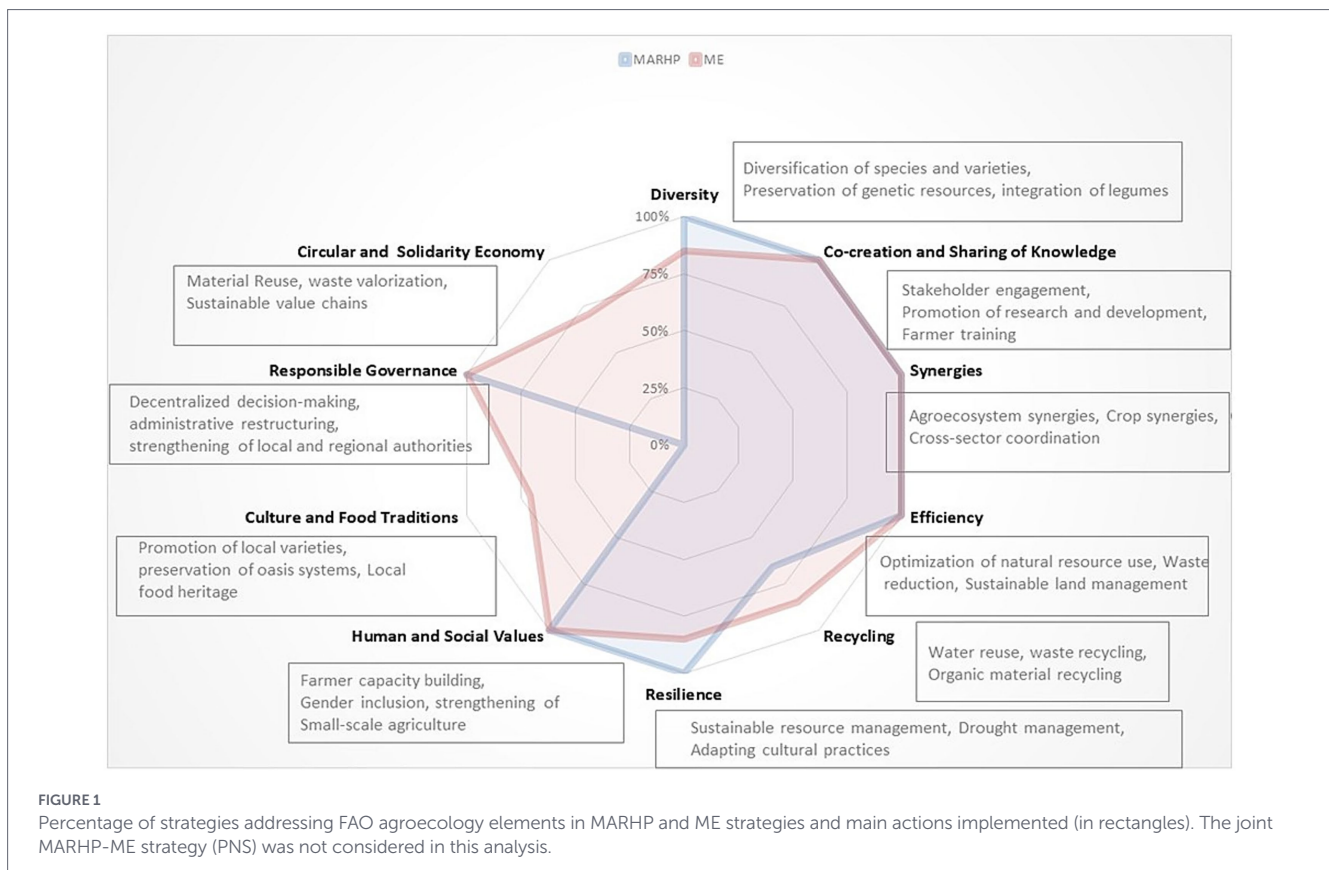 MARHP ME
Diversity
Diversification of species and varieties,
Preservation of genetic resources, integration of legumes
100%
75%
50%
25%
0%
Co-creation and Sharing of Knowledge
Stakeholder engagement,
Promotion of research and development,
Farmer training
Synergies
Agroecosystem synergies, Crop synergies,
Cross-sector coordination
Efficiency
Optimization of natural resource use, Waste
reduction, Sustainable land management
Recycling
Water reuse, waste recycling,
Organic material recycling
Resilience
Sustainable resource management, Drought management,
Adapting cultural practices
Human and Social Values
Farmer capacity building,
Gender inclusion, strengthening of
Small-scale agriculture
Culture and Food Traditions
Promotion of local varieties,
preservation of oasis systems, Local
food heritage
Responsible Governance
Decentralized decision-making,
administrative restructuring,
strengthening of local and regional authorities
Circular and Solidarity Economy
Material Reuse, waste valorization,
Sustainable value chains
FIGURE 1
Percentage of strategies addressing FAO agroecology elements in MARHP and ME strategies and main actions implemented (in rectangles). The joint
MARHP-ME strategy (PNS) was not considered in this analysis.